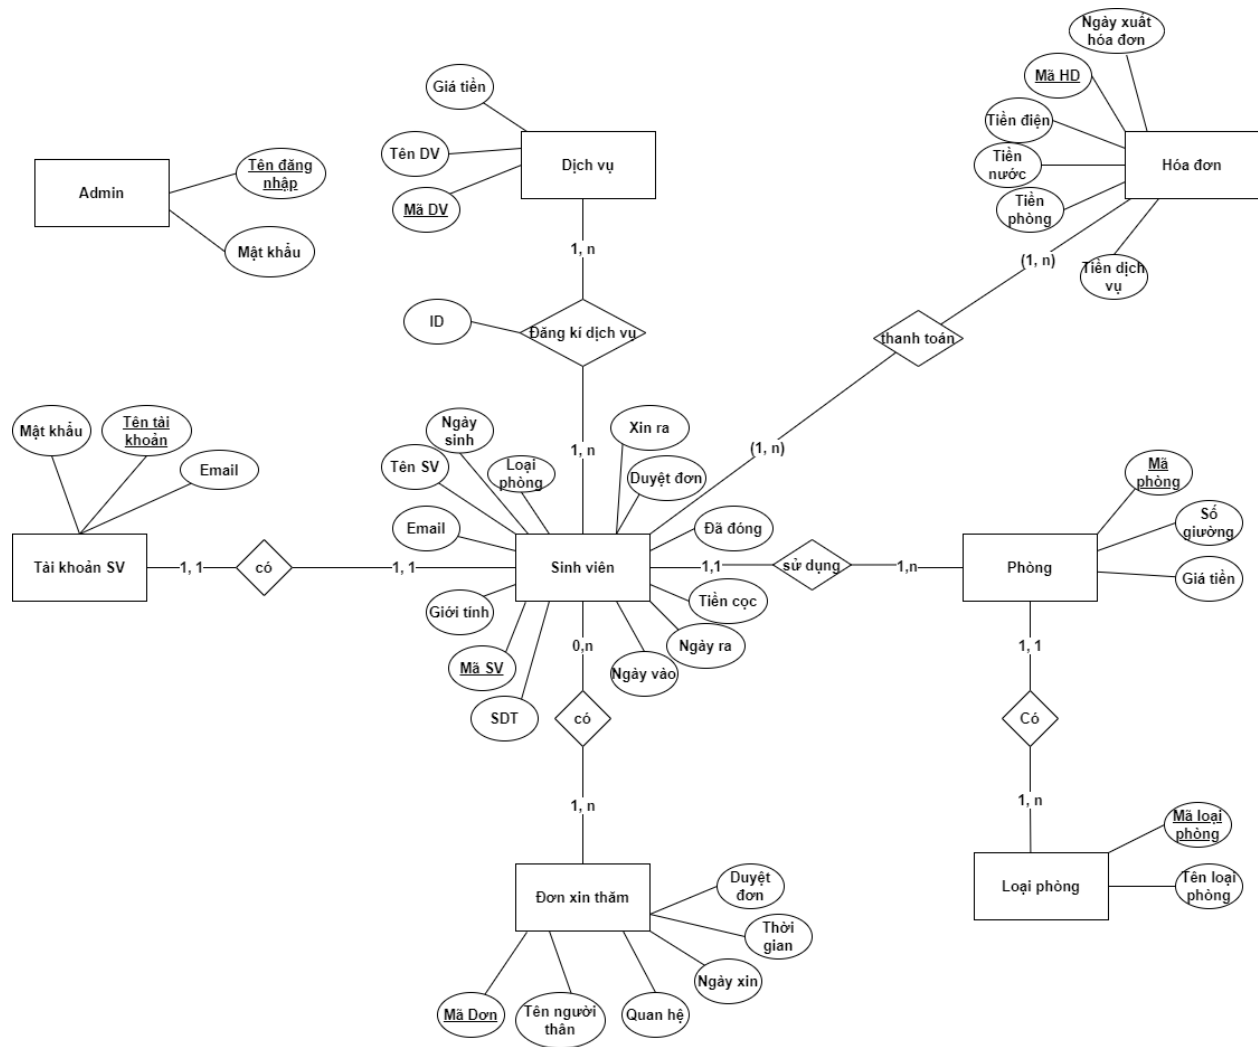 Ngày xuất
hóa đơn
Mã HD
Giá tiền
Tiền điện
Tên DV
Dịch vụ
Tiền
nước
Hóa đơn
Tên đăng
nhập
Admin
Mã DV
Tiền
phòng
Mật khẩu
1, n
(1, n)
Tiền dịch
vụ
ID
Đăng kí dịch vụ
thanh toán
Mật khẩu
Tên tài
khoản
Email
Ngày
sinh
Xin ra
1, n
(1, n)
Tên SV
Loại
phòng
Duyệt đơn
Mã
phòng
Email
Đã đóng
Số
giường
Tài khoản SV
1, 1
có
1, 1
Sinh viên
1,1
sử dụng
1,n
Phòng
Giá tiền
Giới tính
Tiền cọc
Mã SV
0,n
Ngày ra
1, 1
Ngày vào
SDT
có
Có
1, n
1, n
Mã loại
phòng
Loại phòng
Tên loại
phòng
Đơn xin thăm
Duyệt
đơn
Thời
gian
Ngày xin
Mã Dơn
Tên người
thân
Quan hệ